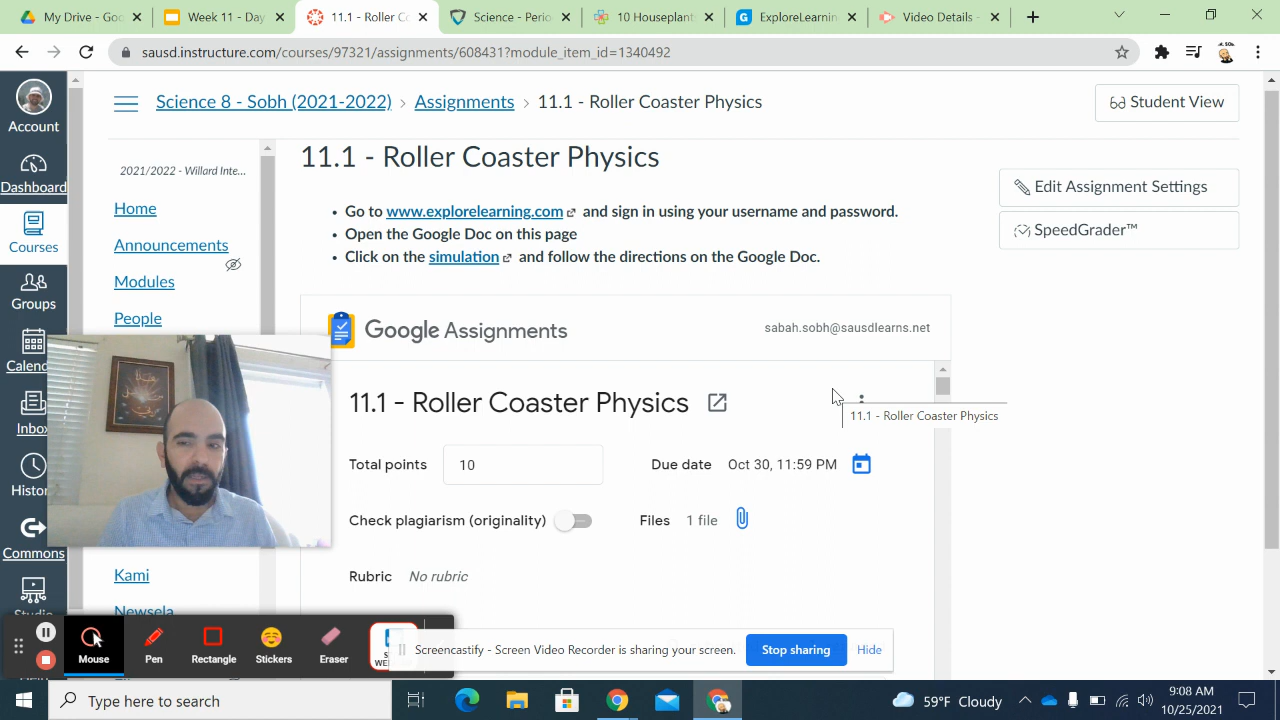 My Drive - Goo
Week 11 - Day
11.1 - Roller Co
Science - Perio
10 Houseplant
ExploreLearnin
Video Details -
sausd.instructure.com/courses/97321/assignments/608431?module_item_id=1340492
Account
Dashboard
Courses
Groups
Calend
Inbo
Histor
Commons
Studio
Science 8 - Sobh (2021-2022) › Assignments › 11.1 - Roller Coaster Physics
Student View
2021/2022 - Willard Inte...
Home
Announcements
Modules
People
Kami
Newsela
11.1 - Roller Coaster Physics
Edit Assignment Settings
SpeedGrader™
• Go to www.explorelearning.com and sign in using your username and password.
• Open the Google Doc on this page
• Click on the simulation and follow the directions on the Google Doc.
Google Assignments
sabah.sobh@sausdlearns.net
11.1 - Roller Coaster Physics
11.1 - Roller Coaster Physics
Total points 10
Due date Oct 30, 11:59 PM
Check plagiarism (originality)
Files 1 file
Rubric No rubric
Mouse
Pen
Rectangle
Stickers
Eraser
Screencastify - Screen Video Recorder is sharing your screen.
Stop sharing
Hide
Type here to search
59°F Cloudy
9:08 AM
10/25/2021